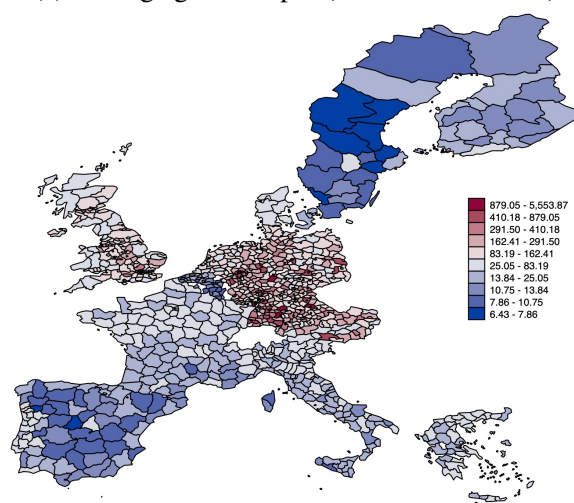 879.05 - 5,553.87
410.18 - 879.05
291.50 - 410.18
162.41 - 291.50
83.19 - 162.41
25.05 - 83.19
13.84 - 25.05
10.75 - 13.84
7.86 - 10.75
6.43 - 7.86